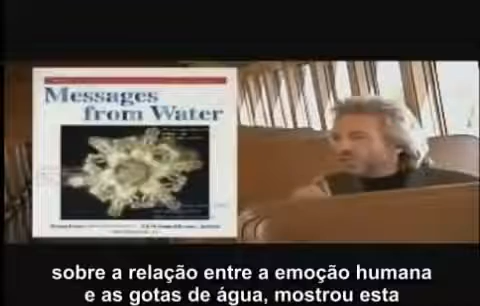 Messages
from Water
sobre a relação entre a emoção humana
e as gotas de água, mostrou esta